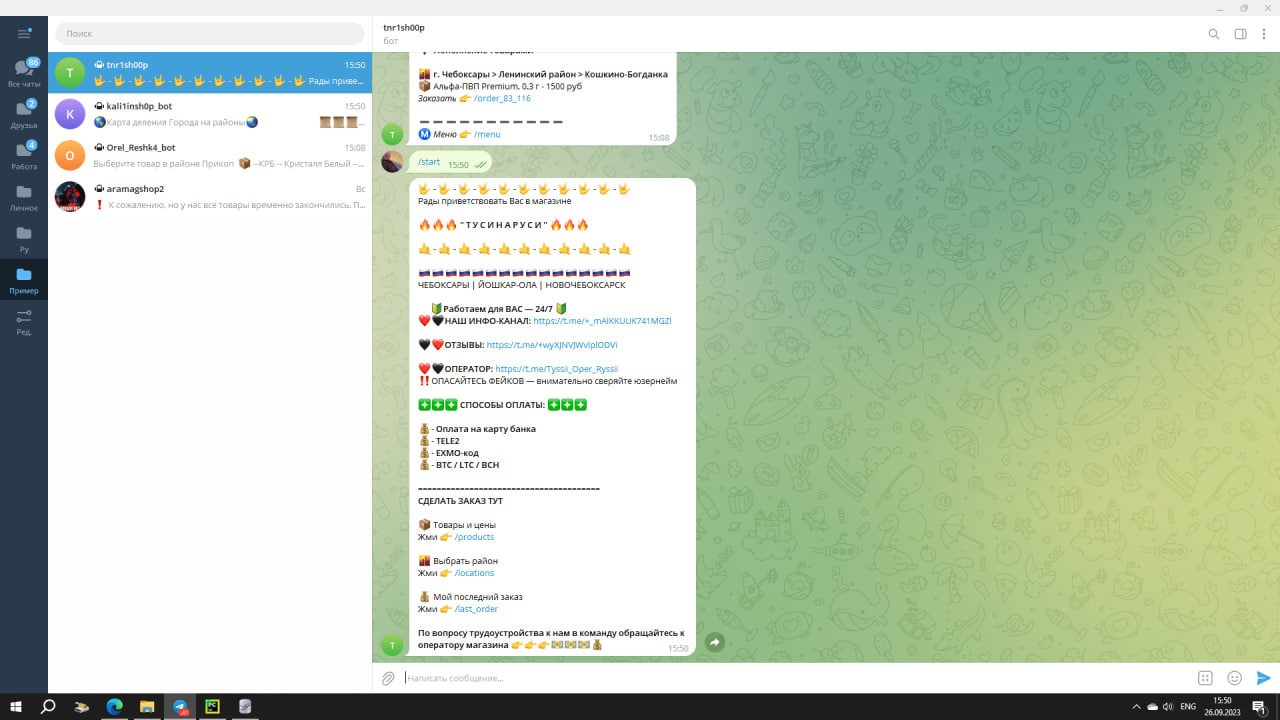 Поиск
86
Все чаты
2
Друзья
4
Работа
Личное
Ру
Пример
Ред.
T
tnr1sh00p
15:50
Рады приве...
K
kali1insh0p_bot
15:50
Карта деления Города на районы
O
Orel_Reshk4_bot
15:08
Выберите товар в районе Прикоп --КРБ -- Кристалл Белый --...
aramagshop2
Вс
К сожалению, но у нас все товары временно закончились. П...
tnr1sh00p
бот
г. Чебоксары > Ленинский район > Кошкино-Богданка
Альфа-ПВП Premium, 0.3 г - 1500 руб
Заказать 👉 /order_83_116
➖➖➖➖➖➖➖➖➖➖
Ⓜ Меню 👉 /menu
15:08
T
/start
15:50
Рады приветствовать Вас в магазине
🔥🔥🔥 "Т У С И Н А Р У С И" 🔥🔥🔥
ЧЕБОКСАРЫ | ЙОШКАР-ОЛА | НОВОЧЕБОКСАРСК
🔰Работаем для ВАС — 24/7 🔰
❤️🖤НАШ ИНФО-КАНАЛ:
🖤❤️ОТЗЫВЫ:
❤️🖤ОПЕРАТОР: https://t.me/Tyssii_Oper_Ryssii
‼️ОПАСАЙТЕСЬ ФЕЙКОВ — внимательно сверяйте юзернейм
СПОСОБЫ ОПЛАТЫ:
💰 - Оплата на карту банка
💰 - TELE2
💰 - EXMO-код
💰 - BTC / LTC / BCH
----------------------------------------
СДЕЛАТЬ ЗАКАЗ ТУТ
📦 Товары и цены
Жми 👉 /products
Выбрать район
Жми 👉 /locations
💰 Мой последний заказ
Жми 👉 /last_order
По вопросу трудоустройства к нам в команду обращайтесь к
оператору магазина 👉👉👉💵💵💵💰
15:50
T
Написать сообщение...
ENG
15:50
26.09.2023
1